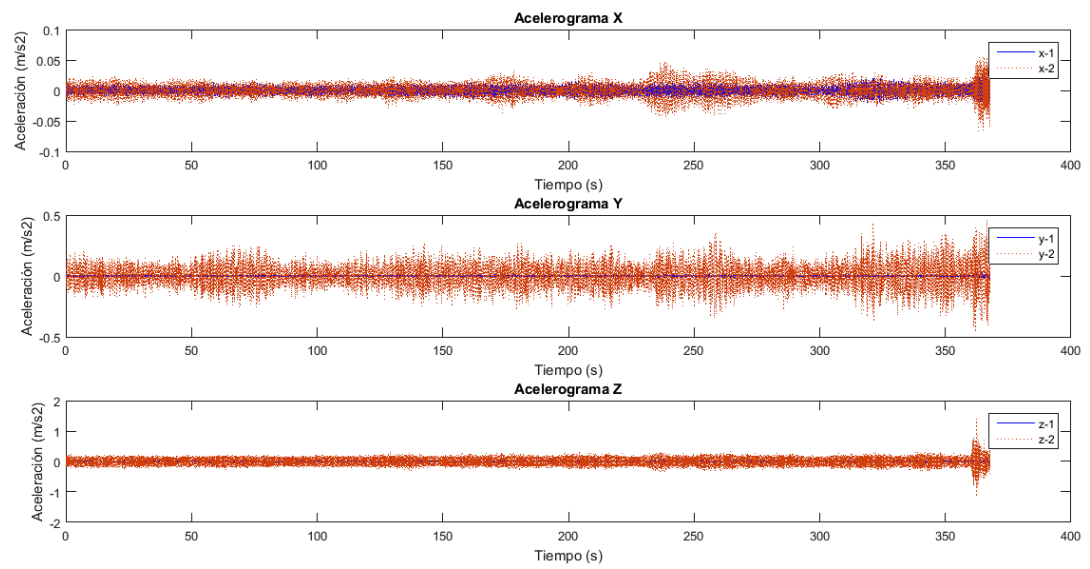 Acelerograma X
Aceleración (m/s2)
0.1
0.05
0
-0.05
-0.1
x-1
x-2
0 50 100 150 200 250 300 350 400
Tiempo (s)
Acelerograma Y
Aceleración (m/s2)
0.5
0
-0.5
y-1
y-2
0 50 100 150 200 250 300 350 400
Tiempo (s)
Acelerograma Z
Aceleración (m/s2)
2
1
0
-1
-2
z-1
z-2
0 50 100 150 200 250 300 350 400
Tiempo (s)